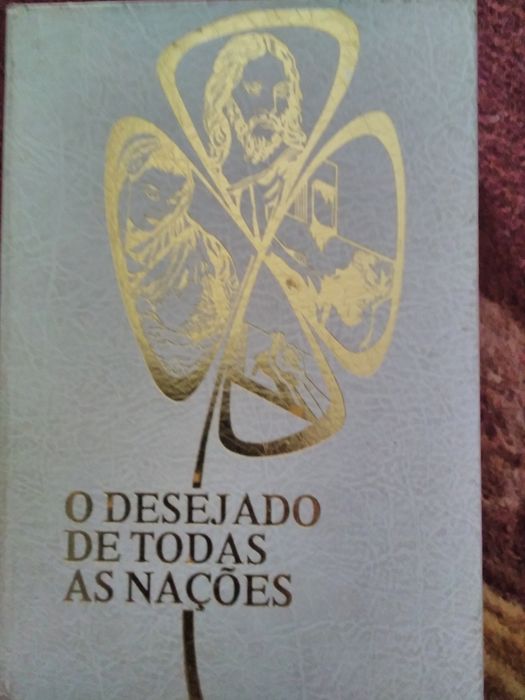 O DESEJADO
DE TODAS
AS NAÇÕES